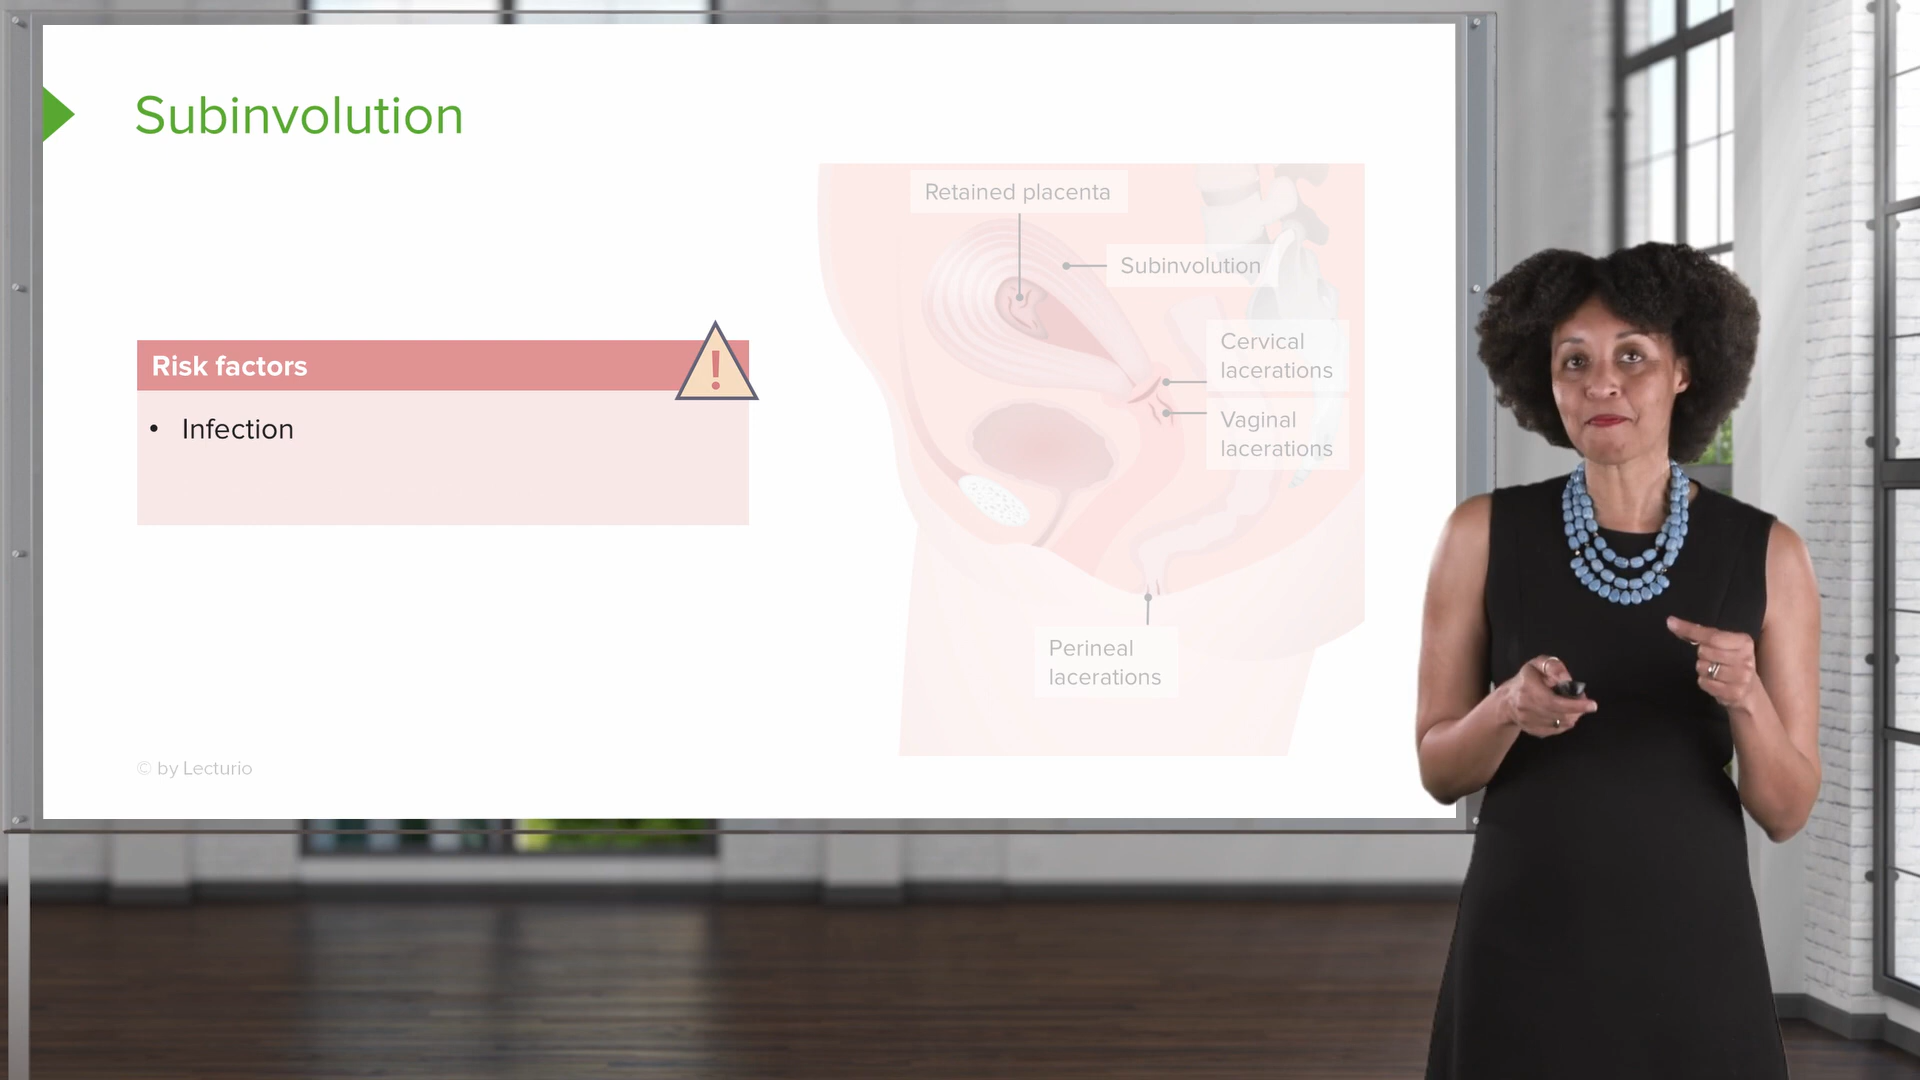 Subinvolution
Risk factors
!
• Infection
Retained placenta
Subinvolution
Cervical
lacerations
Vaginal
lacerations
Perineal
lacerations
© by Lecturio